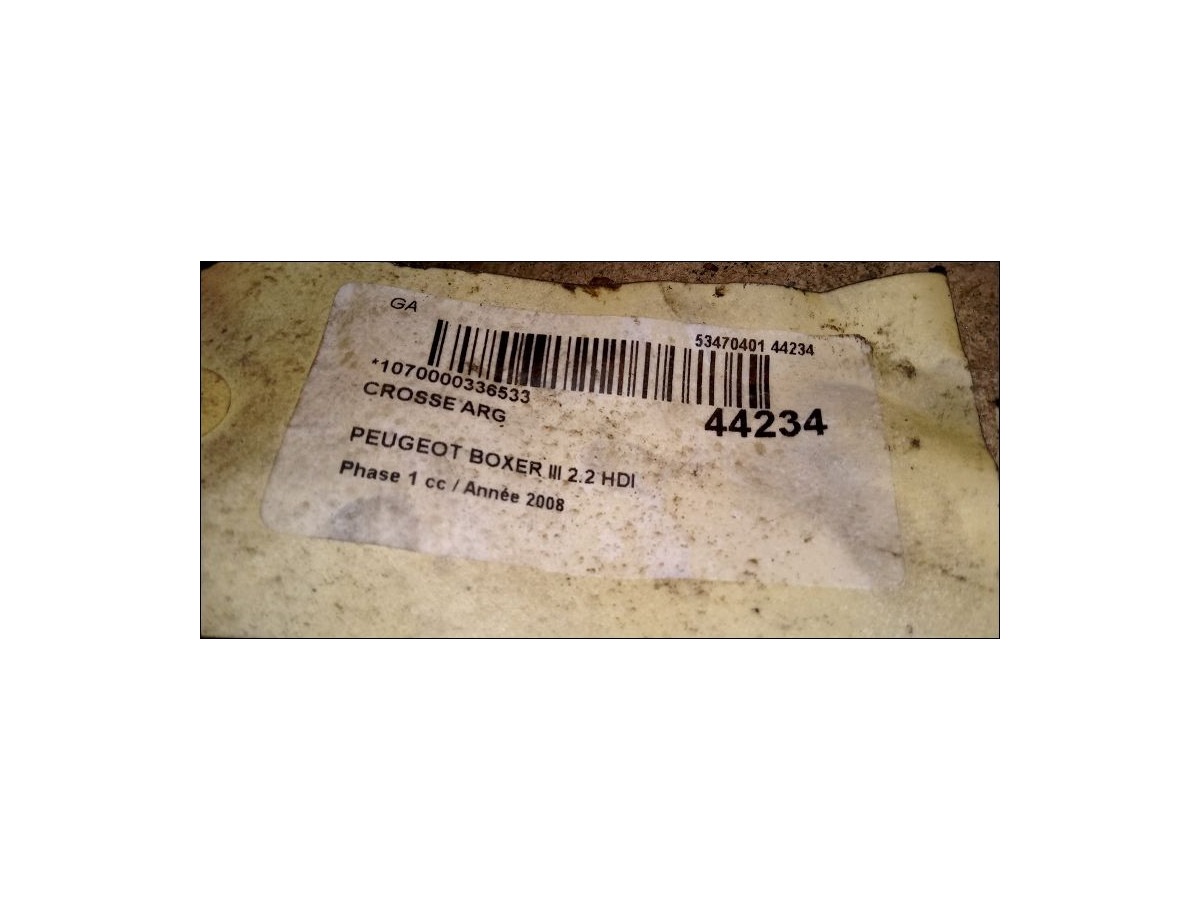 GA
53470401 44234
*1070000336533
CROSSE ARG
44234
PEUGEOT BOXER III 2.2 HDI
Phase 1 cc / Année 2008